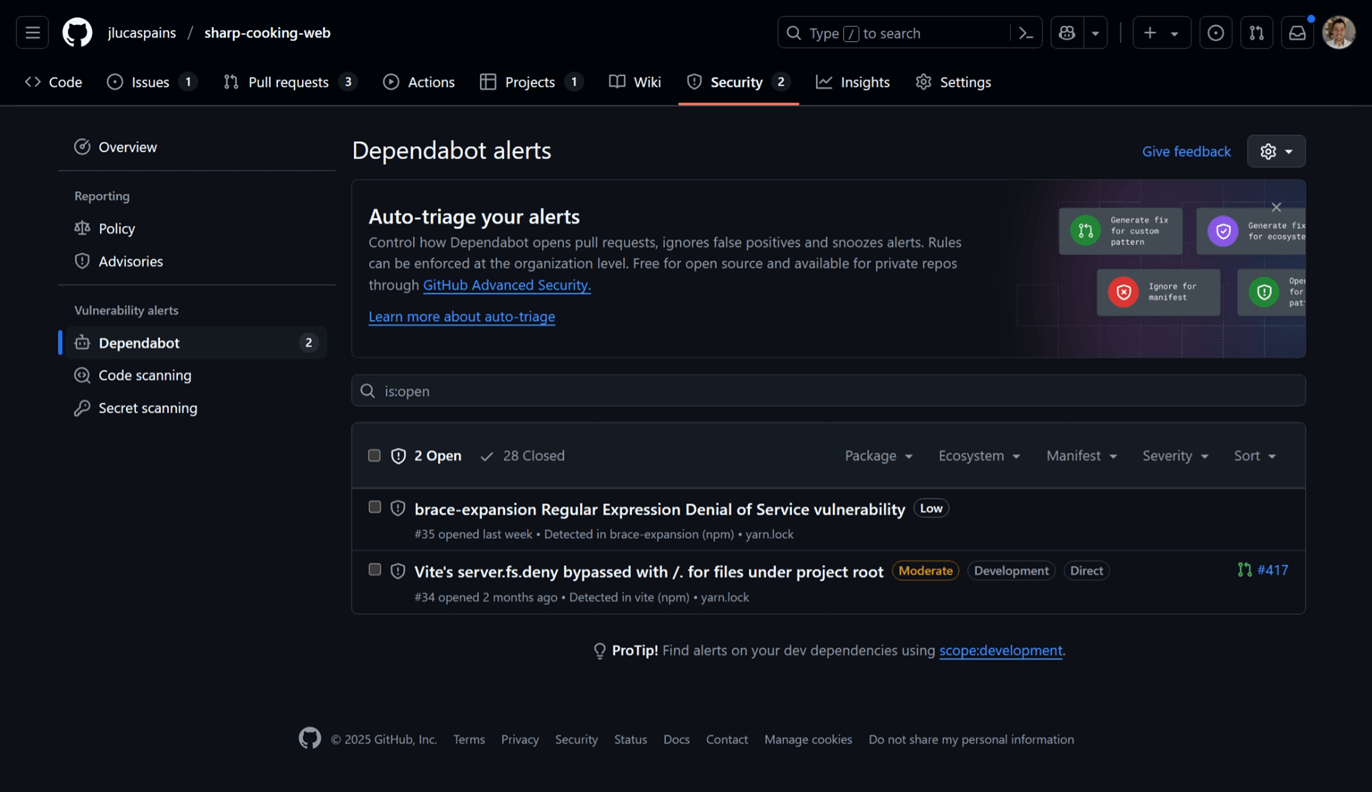 jlucaspains / sharp-cooking-web
Type / to search
Code
Issues 1
Pull requests 3
Actions
Projects 1
Wiki
Security 2
Insights
Settings
Overview
Reporting
Policy
Advisories
Vulnerability alerts
Dependabot 2
Code scanning
Secret scanning
Dependabot alerts
Give feedback
Auto-triage your alerts
Control how Dependabot opens pull requests, ignores false positives and snoozes alerts. Rules
can be enforced at the organization level. Free for open source and available for private repos
through GitHub Advanced Security.
Learn more about auto-triage
Generate fix
for custom
pattern
Generate fix
for ecosyste
Ignore for
manifest
Ope
for
pat
is:open
2 Open
28 Closed
Package
Ecosystem
Manifest
Severity
Sort
brace-expansion Regular Expression Denial of Service vulnerability Low
#35 opened last week • Detected in brace-expansion (npm) • yarn.lock
Vite's server.fs.deny bypassed with /. for files under project root Moderate Development Direct #417
#34 opened 2 months ago • Detected in vite (npm) • yarn.lock
ProTip! Find alerts on your dev dependencies using scope:development.
© 2025 GitHub, Inc. Terms Privacy Security Status Docs Contact Manage cookies Do not share my personal information